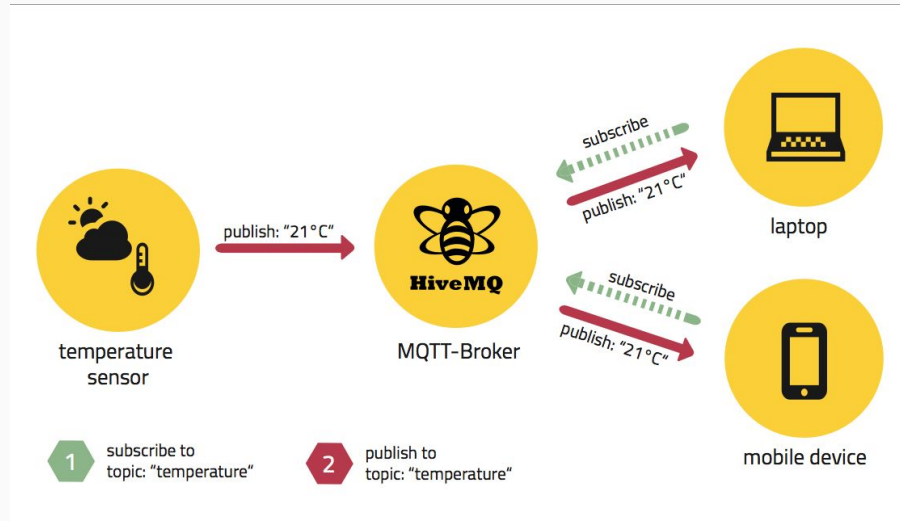 subscribe
publish: “21°C“
laptop
publish: “21°C“
HiveMQ
temperature
sensor
MQTT-Broker
subscribe
publish: “21°C“
mobile device
1
subscribe to
topic: “temperature“
2
publish to
topic: “temperature“